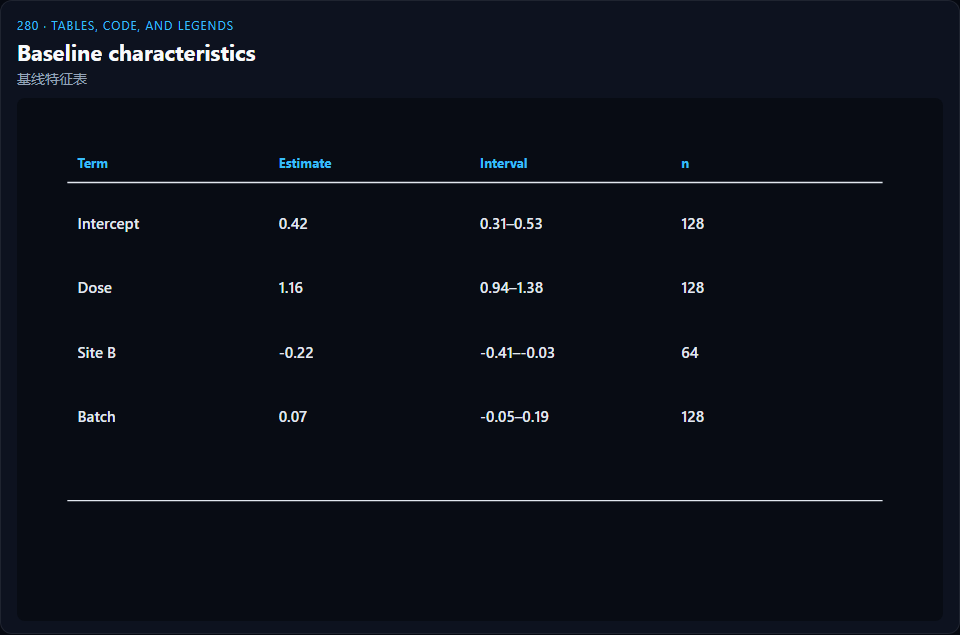 280 · TABLES, CODE, AND LEGENDS
Baseline characteristics
基线特征表
Term Estimate Interval n
Intercept 0.42 0.31–0.53 128
Dose 1.16 0.94–1.38 128
Site B -0.22 -0.41–-0.03 64
Batch 0.07 -0.05–0.19 128